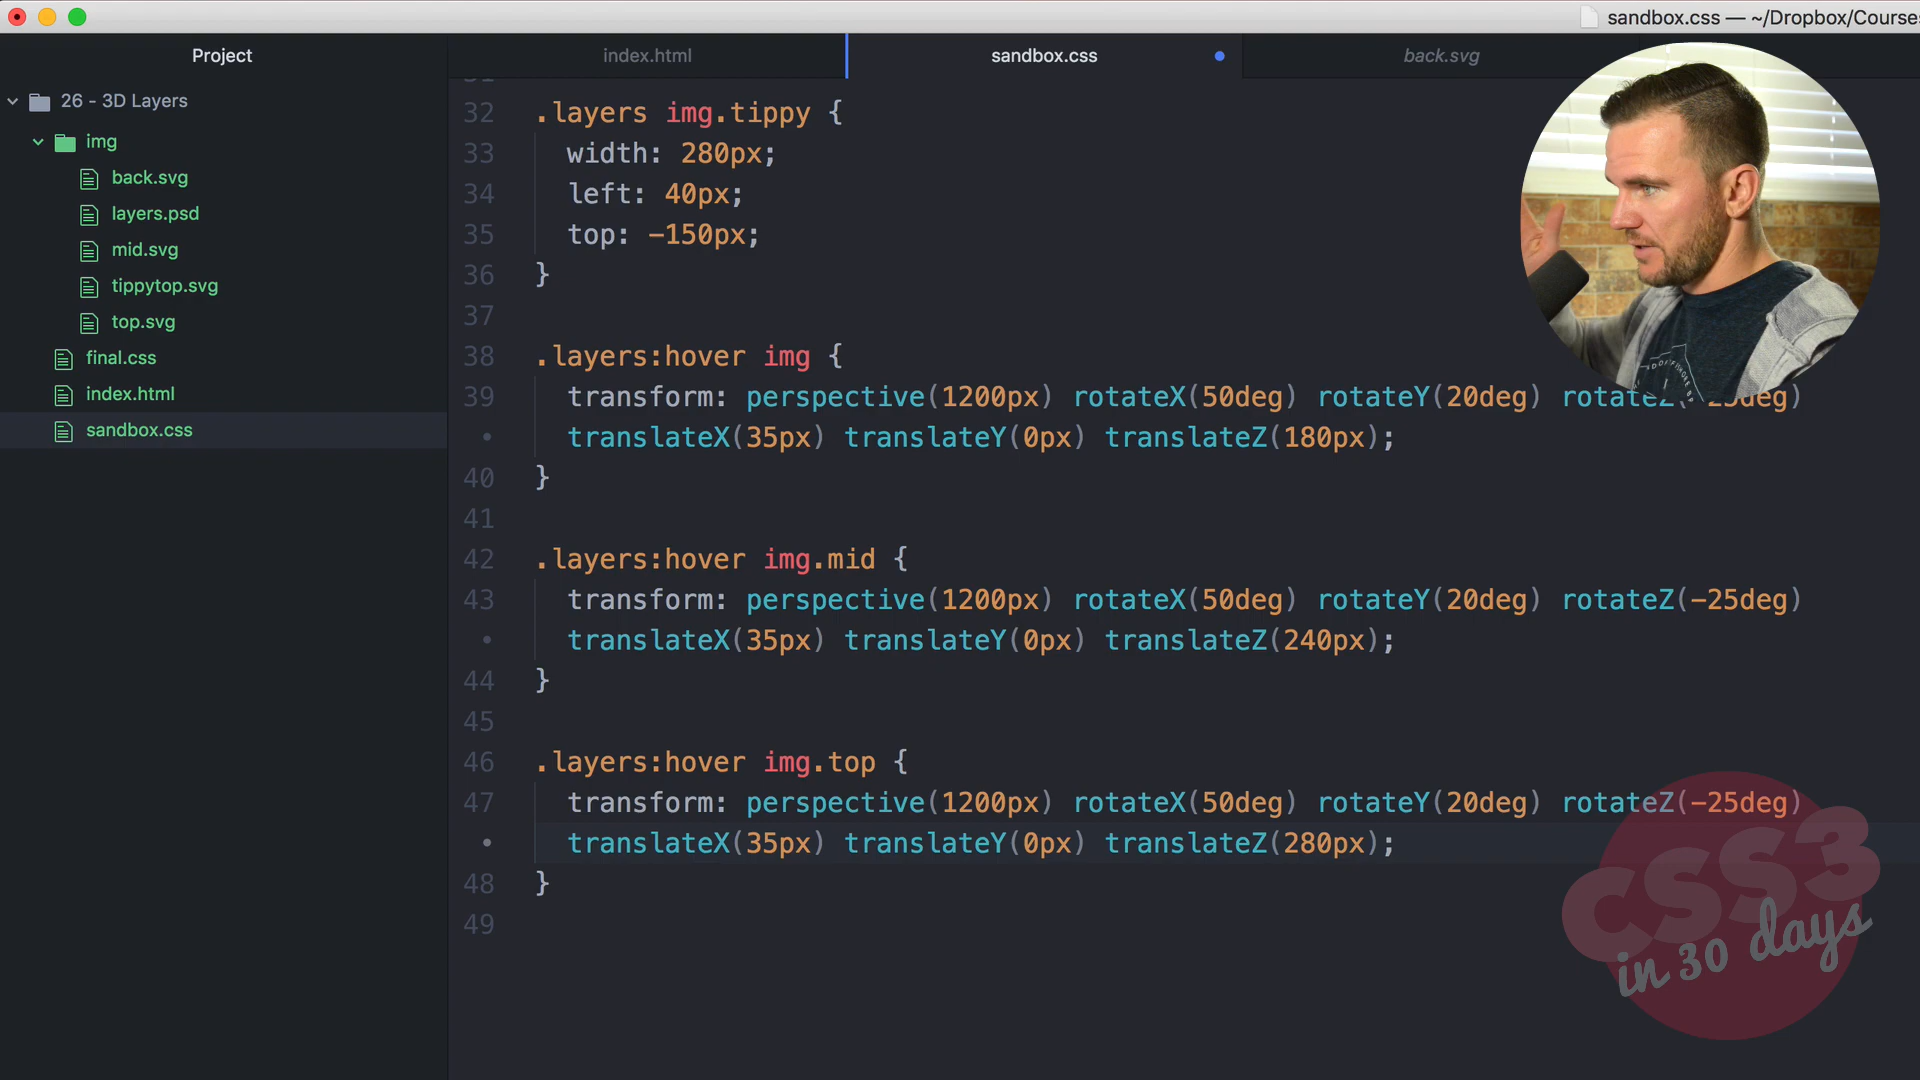 sandbox.css — ~/Dropbox/Course
Project
index.html
sandbox.css
back.svg
26 - 3D Layers
img
back.svg
layers.psd
mid.svg
tippytop.svg
top.svg
final.css
index.html
sandbox.css
31
32 .layers img.tippy {
33 width: 280px;
34 left: 40px;
35 top: -150px;
36 }
37
38 .layers:hover img {
39 transform: perspective(1200px) rotateX(50deg) rotateY(20deg) rotateZ(-25deg)
• translateX(35px) translateY(0px) translateZ(180px);
40 }
41
42 .layers:hover img.mid {
43 transform: perspective(1200px) rotateX(50deg) rotateY(20deg) rotateZ(-25deg)
• translateX(35px) translateY(0px) translateZ(240px);
44 }
45
46 .layers:hover img.top {
47 transform: perspective(1200px) rotateX(50deg) rotateY(20deg) rotateZ(-25deg)
• translateX(35px) translateY(0px) translateZ(280px);
48 }
49
CSS3
in 30 days